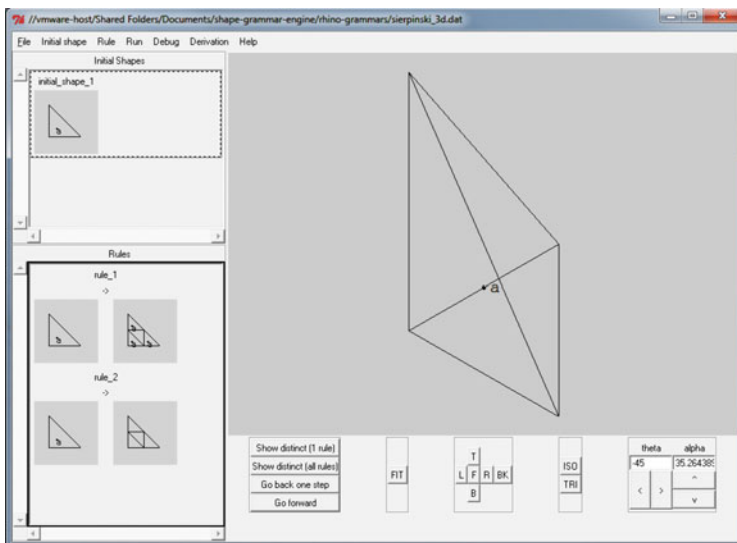 //vmware-host/Shared Folders/Documents/shape-grammar-engine/rhino-grammars/sierpinski_3d.dat
File Initial shape Rule Run Debug Derivation Help
Initial Shapes
initial_shape_1
a
Rules
rule_1
->
a
a
a a
rule_2
->
a
a
Show distinct (1 rule)
Show distinct (all rules)
Go back one step
Go forward
FIT
T
L F R BK
B
ISO
TRI
theta alpha
-45 35.264389
< > ^
v